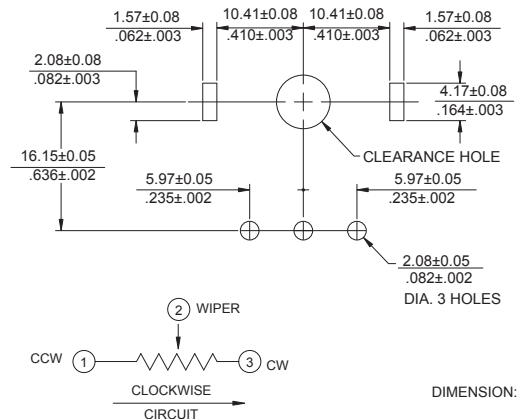 1.57±0.08 10.41±0.08 10.41±0.08 1.57±0.08
.062±.003 .410±.003 .410±.003 .062±.003
2.08±0.08
.082±.003
4.17±0.08
.164±.003
CLEARANCE HOLE
16.15±0.05
.636±.002
5.97±0.05 5.97±0.05
.235±.002 .235±.002
2.08±0.05
.082±.002
DIA. 3 HOLES
2 WIPER
CCW 1 3 CW
CLOCKWISE
CIRCUIT
DIMENSION: